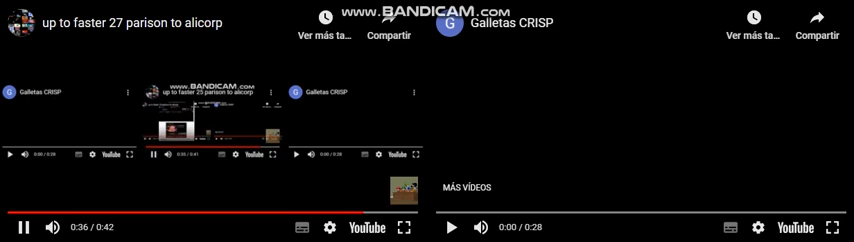 www.BANDICAM.com
up to faster 27 parison to alicorp
Ver más ta...
Compartir
G
Galletas CRISP
Ver más ta...
Compartir
G
Galletas CRISP
www.BANDICAM.com
up to faster 25 parison to alicorp
G
Galletas CRISP
0:00 / 0:28
YouTube
0:35 / 0:41
YouTube
0:00 / 0:28
YouTube
MÁS VÍDEOS
0:36 / 0:42
YouTube
0:00 / 0:28
YouTube